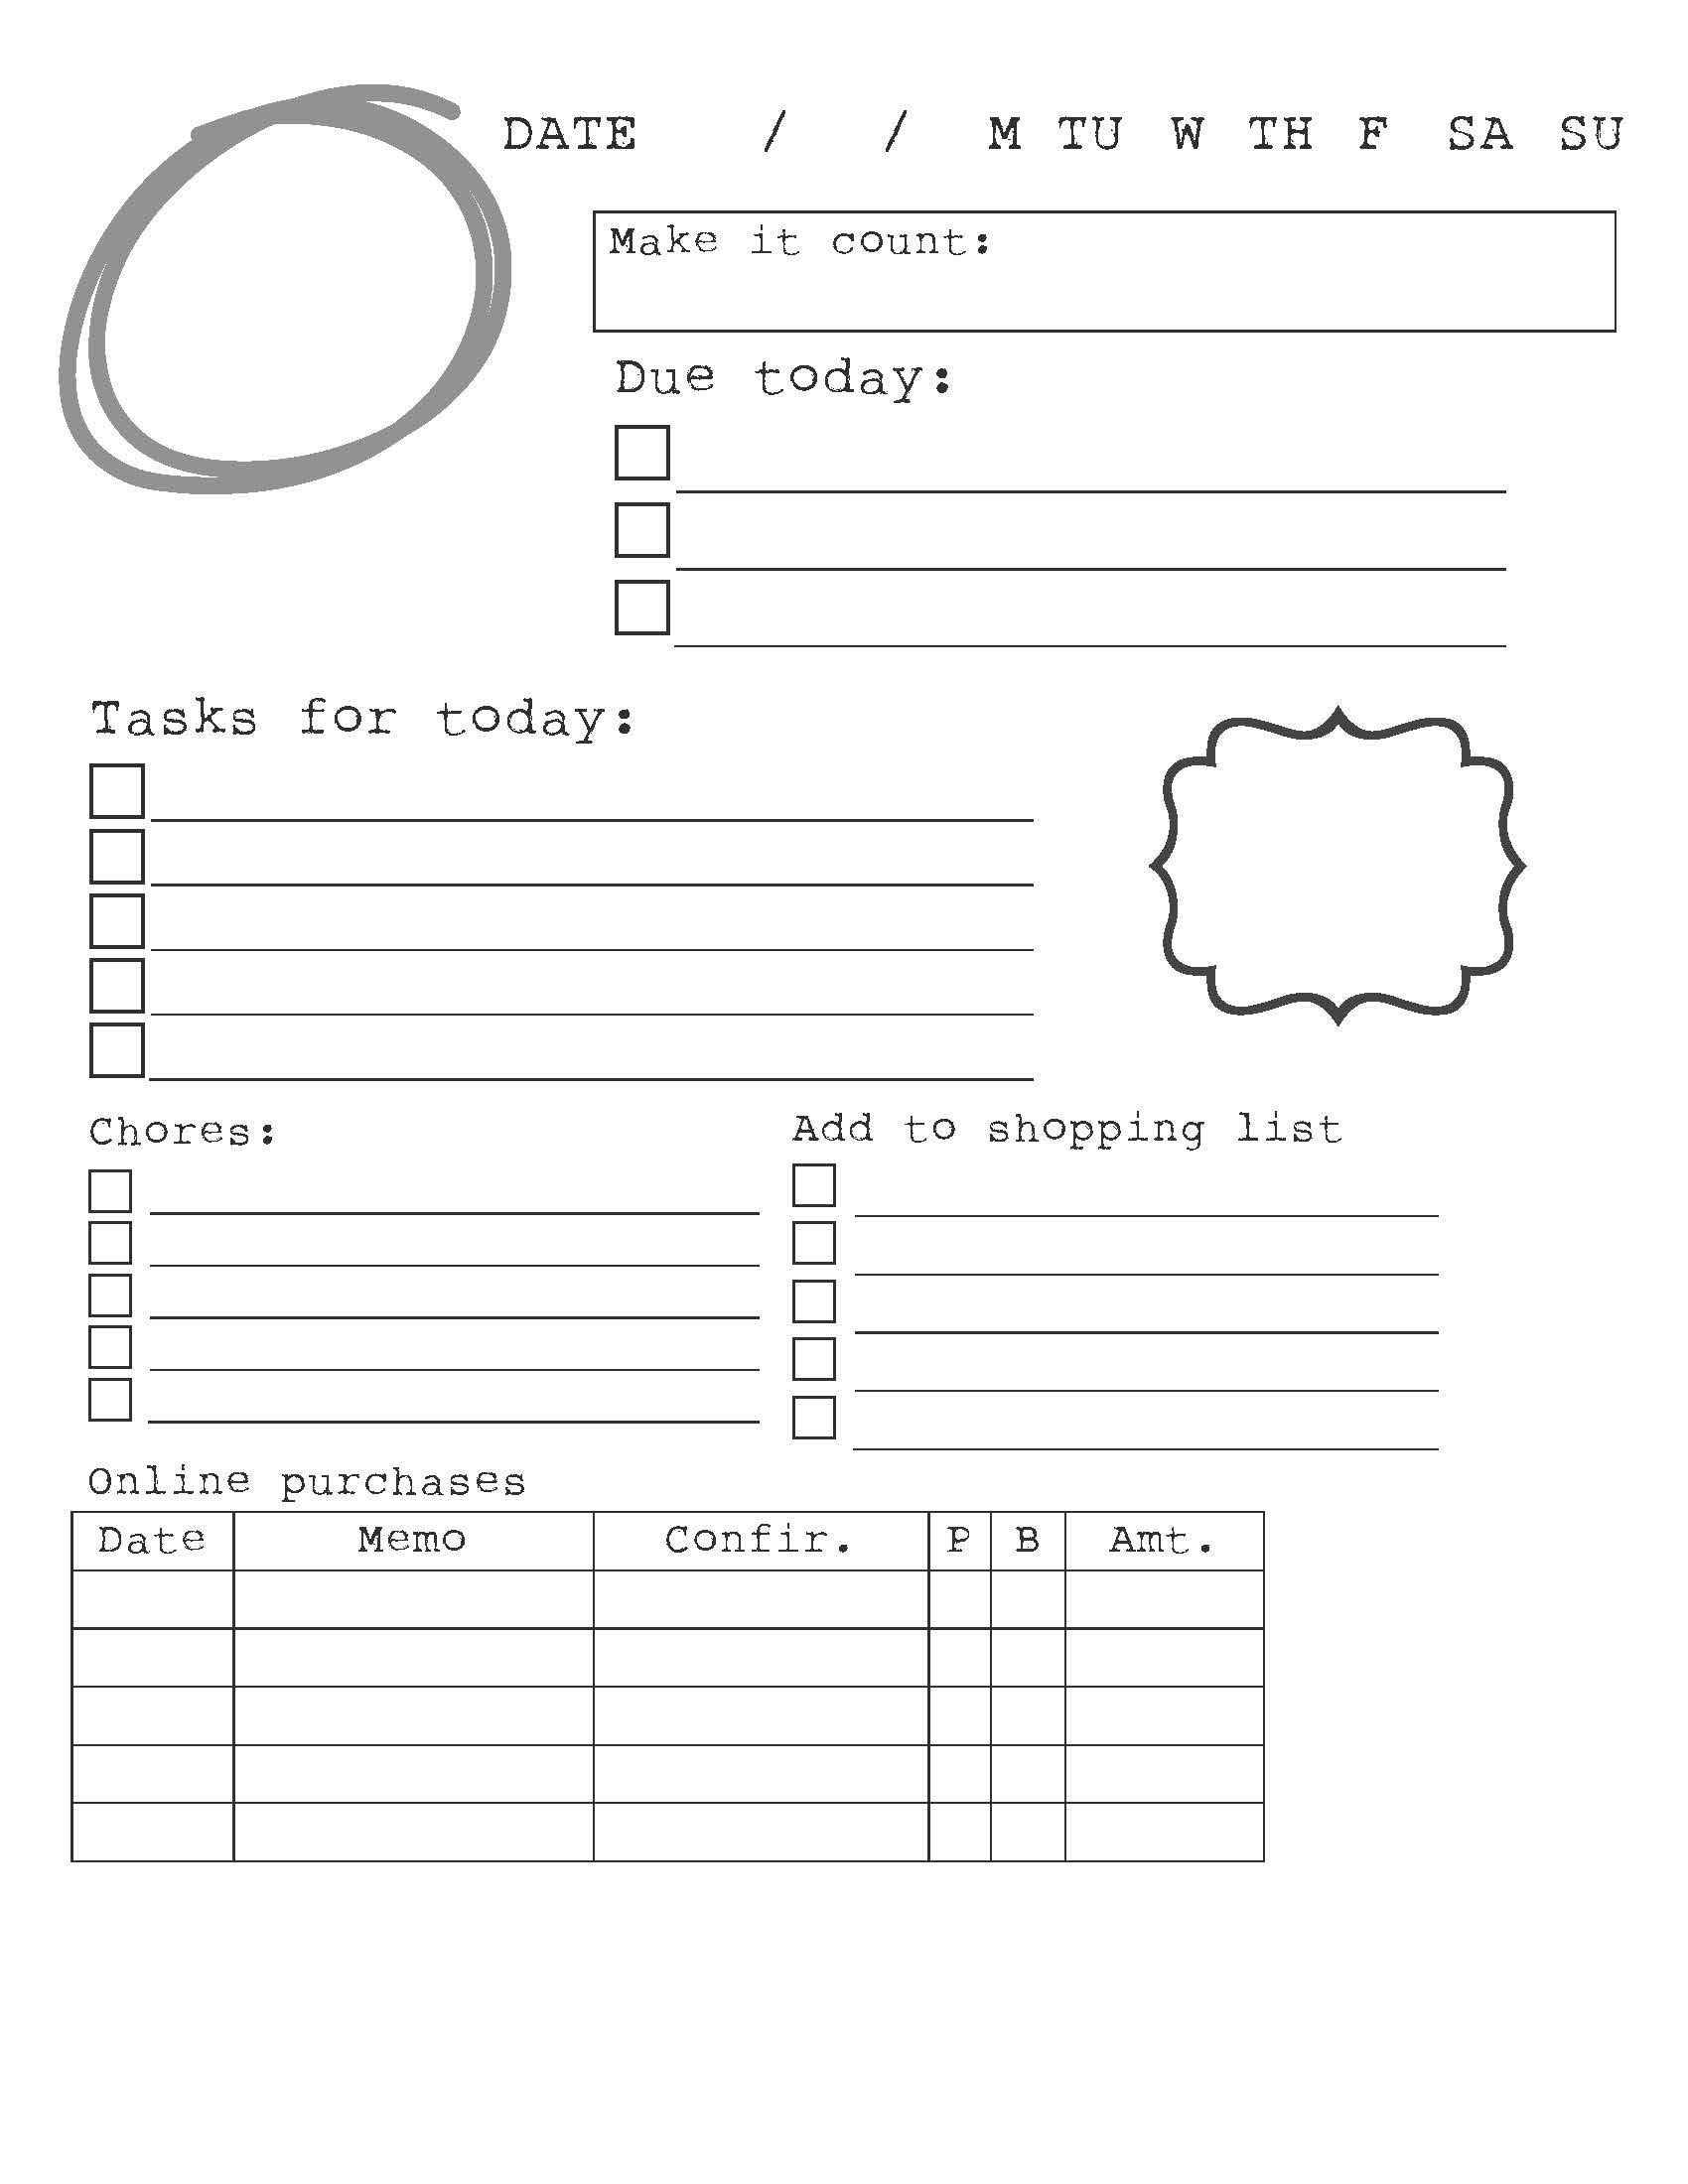 DATE / / M TU W TH F SA SU
Make it count:
Due today:
Tasks for today:
Chores:
Add to shopping list
Online purchases
Date Memo Confir. P B Amt.